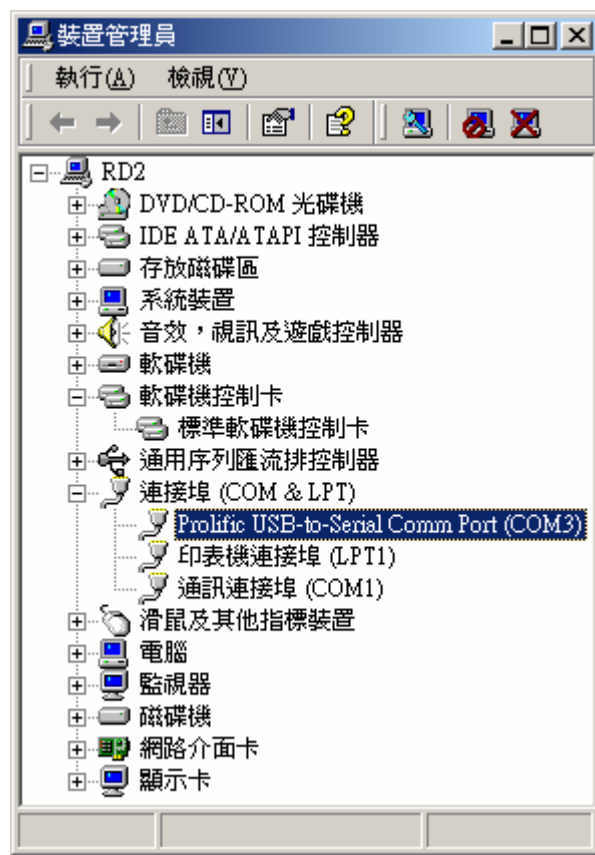 裝置管理員
執行(A) 檢視(V)
RD2
DVD/CD-ROM 光碟機
IDE ATA/ATAPI 控制器
存放磁碟區
系統裝置
音效，視訊及遊戲控制器
軟碟機
軟碟機控制卡
標準軟碟機控制卡
通用序列匯流排控制器
連接埠 (COM & LPT)
Prolific USB-to-Serial Comm Port (COM3)
印表機連接埠 (LPT1)
通訊連接埠 (COM1)
滑鼠及其他指標裝置
電腦
監視器
磁碟機
網路介面卡
顯示卡